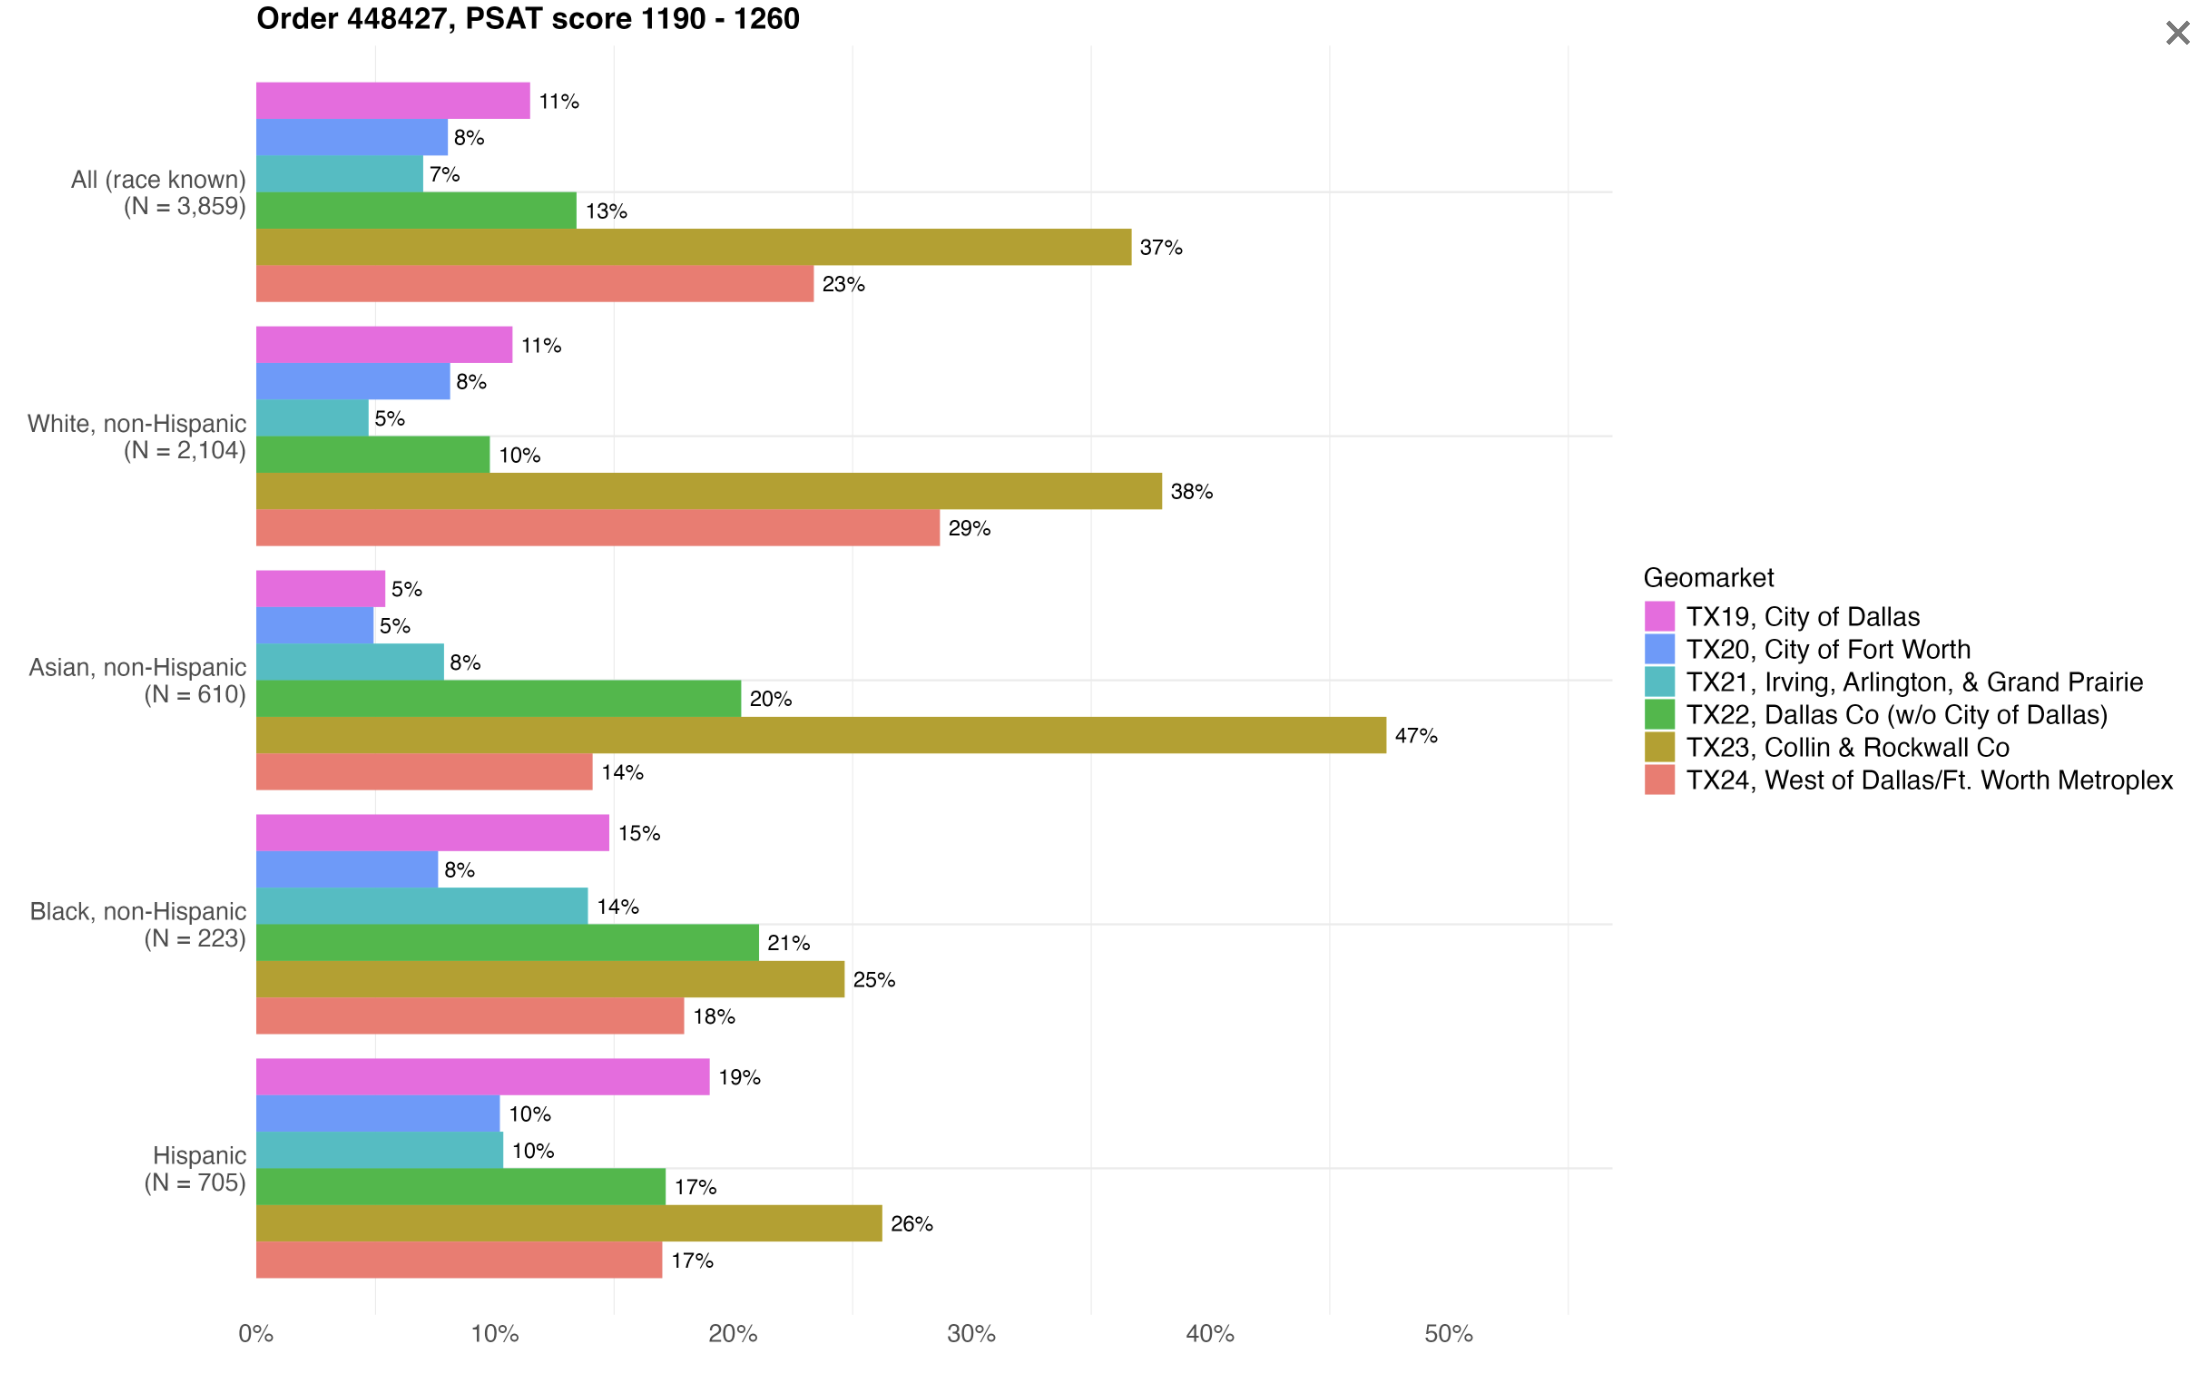 Order 448427, PSAT score 1190 - 1260
11%
8%
All (race known)
(N = 3,859)
7%
13%
37%
23%
11%
8%
White, non-Hispanic
(N = 2,104)
5%
10%
38%
29%
5%
5%
Asian, non-Hispanic
(N = 610)
8%
20%
47%
14%
15%
8%
Black, non-Hispanic
(N = 223)
14%
21%
25%
18%
19%
10%
Hispanic
(N = 705)
10%
17%
26%
17%
0%
10%
20%
30%
40%
50%
Geomarket
TX19, City of Dallas
TX20, City of Fort Worth
TX21, Irving, Arlington, & Grand Prairie
TX22, Dallas Co (w/o City of Dallas)
TX23, Collin & Rockwall Co
TX24, West of Dallas/Ft. Worth Metroplex